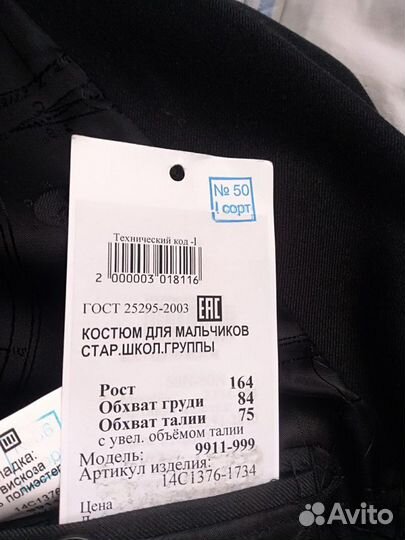 № 50
I сорт
Технический код -1
2 000003 018116
ГОСТ 25295-2003 ЕАС
КОСТЮМ ДЛЯ МАЛЬЧИКОВ
СТАР.ШКОЛ.ГРУППЫ
Рост 164
Обхват груди 84
Обхват талии 75
с увел. объёмом талии
Модель: 9911-999
Артикул изделия:
14С1376-1734
Цена
вискоза
полиэстер
14С1376
Avito